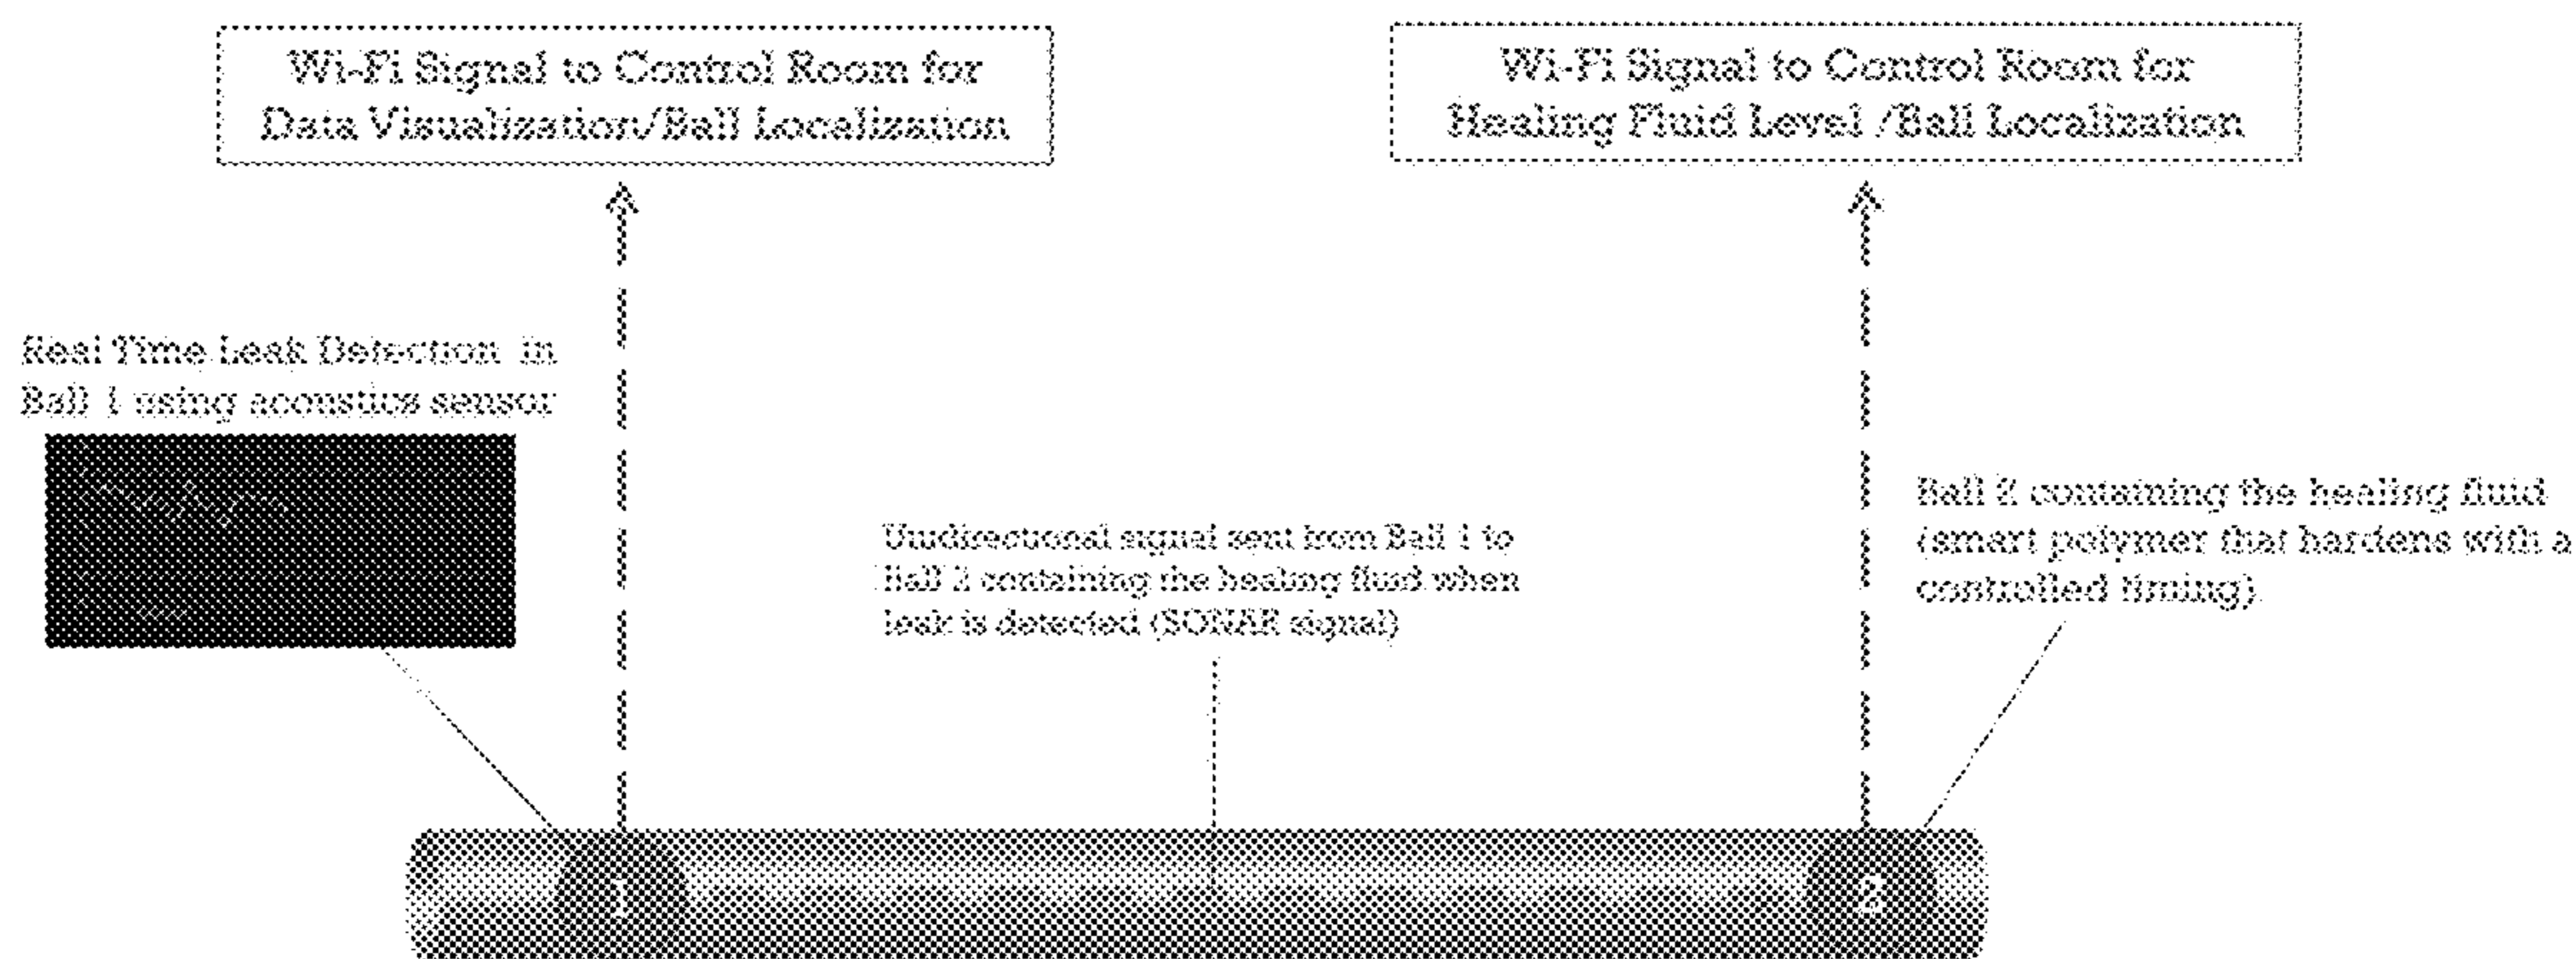 Wi-Fi Signal to Control Room for
Data Visualization/Ball Localization
Wi-Fi Signal to Control Room for
Healing Fluid Level /Ball Localization
Real Time Leak Detection in
Ball 1 using acoustics sensor
Unidirectional signal sent from Ball 1 to
Ball 2 containing the healing fluid when
leak is detected (SONAR signal)
Ball 2 containing the healing fluid
(smart polymer that hardens with a
controlled timing)
1
2